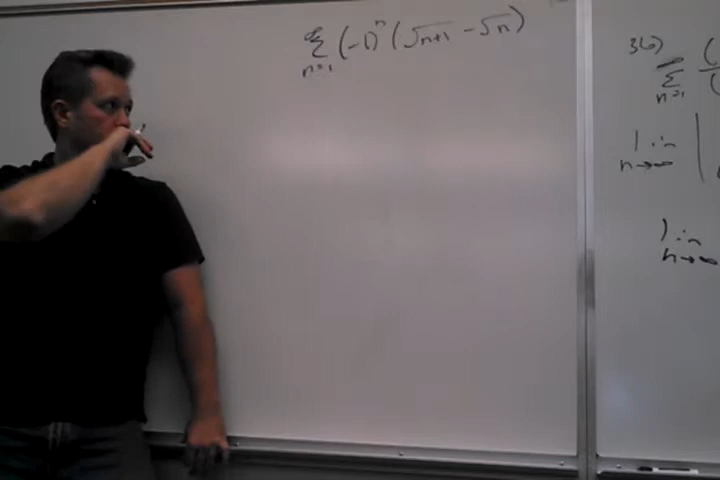 ∞
Σ (-1)^n (√n+1 - √n)
n=1
3(b)
∞
Σ (
n=1 (
lim |
n→∞
lim
n→∞